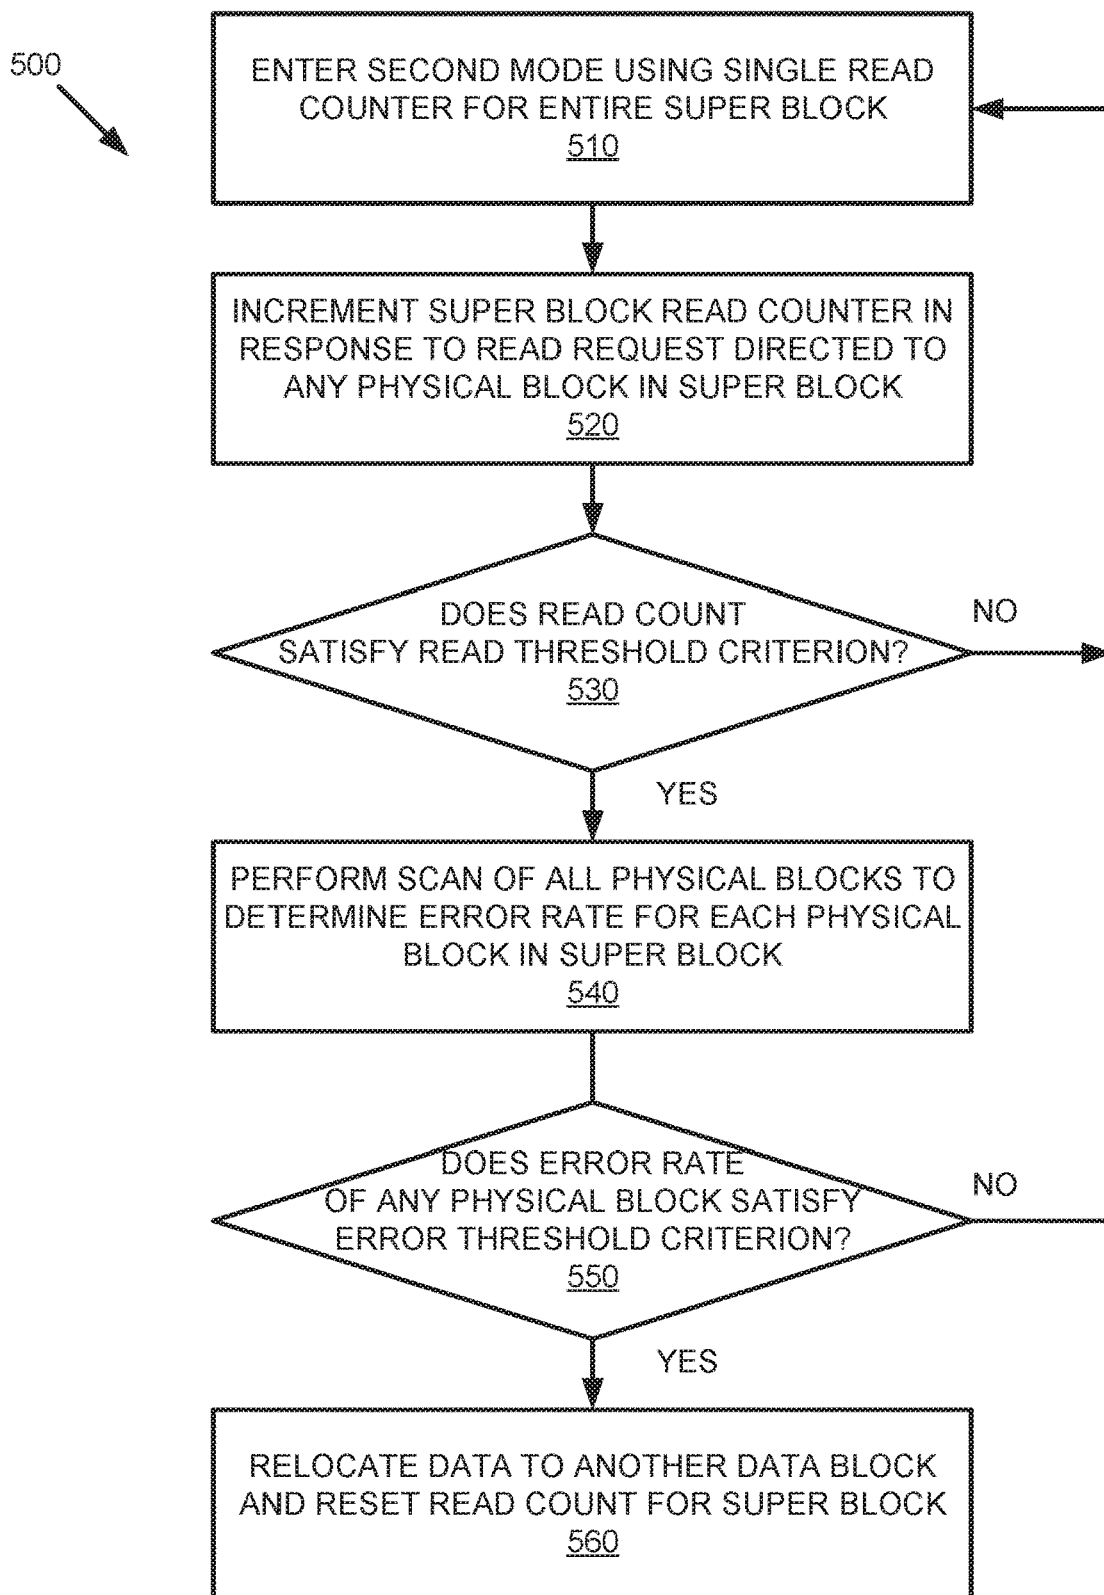 500
ENTER SECOND MODE USING SINGLE READ
COUNTER FOR ENTIRE SUPER BLOCK
510
INCREMENT SUPER BLOCK READ COUNTER IN
RESPONSE TO READ REQUEST DIRECTED TO
ANY PHYSICAL BLOCK IN SUPER BLOCK
520
DOES READ COUNT
SATISFY READ THRESHOLD CRITERION?
530
NO
YES
PERFORM SCAN OF ALL PHYSICAL BLOCKS TO
DETERMINE ERROR RATE FOR EACH PHYSICAL
BLOCK IN SUPER BLOCK
540
DOES ERROR RATE
OF ANY PHYSICAL BLOCK SATISFY
ERROR THRESHOLD CRITERION?
550
NO
YES
RELOCATE DATA TO ANOTHER DATA BLOCK
AND RESET READ COUNT FOR SUPER BLOCK
560